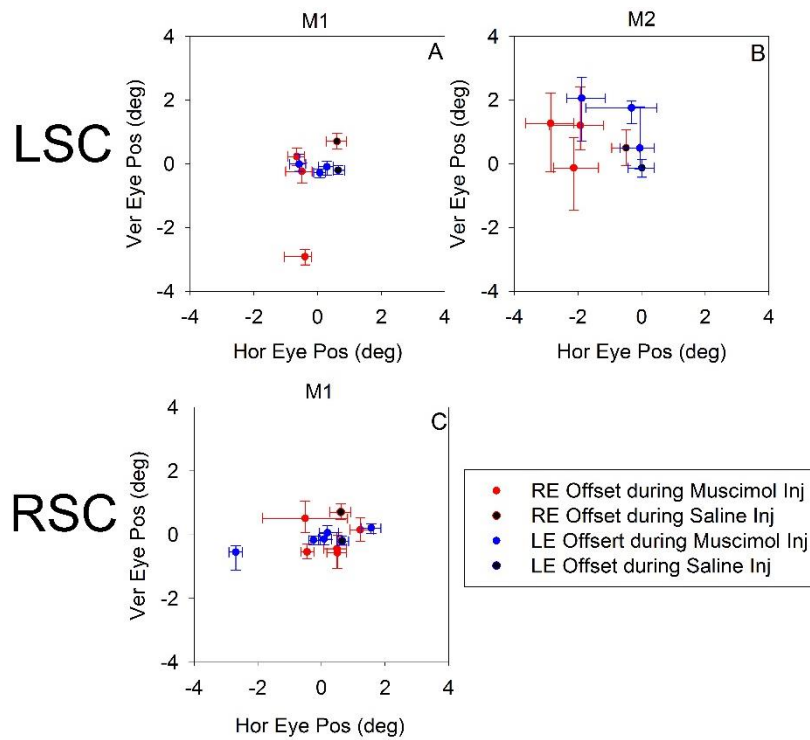 M1
M2
A
B
LSC
Ver Eye Pos (deg)
4
2
0
-2
-4
-4 -2 0 2 4
Hor Eye Pos (deg)
Ver Eye Pos (deg)
4
2
0
-2
-4
-4 -2 0 2 4
Hor Eye Pos (deg)
M1
C
RSC
Ver Eye Pos (deg)
4
2
0
-2
-4
-4 -2 0 2 4
Hor Eye Pos (deg)
RE Offset during Muscimol Inj
RE Offset during Saline Inj
LE Offsert during Muscimol Inj
LE Offset during Saline Inj